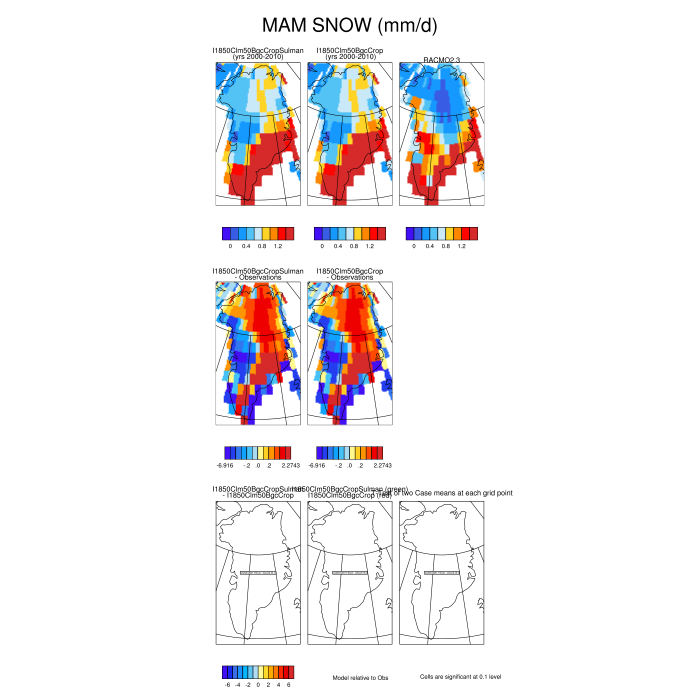 MAM SNOW (mm/d)
I1850Clm50BgcCropSulman
(yrs 2000-2010)
I1850Clm50BgcCrop
(yrs 2000-2010)
RACMO2.3
0 0.4 0.8 1.2
0 0.4 0.8 1.2
0 0.4 0.8 1.2
I1850Clm50BgcCropSulman
- Observations
I1850Clm50BgcCrop
- Observations
-6.916 -.2 .0 .2 2.2743
-6.916 -.2 .0 .2 2.2743
I1850Clm50BgcCropSulman
- I1850Clm50BgcCrop
I1850Clm50BgcCropSulman (green)
I1850Clm50BgcCrop (red)
of two Case means at each grid point
-6 -4 -2 0 2 4 6
Model relative to Obs
Cells are significant at 0.1 level